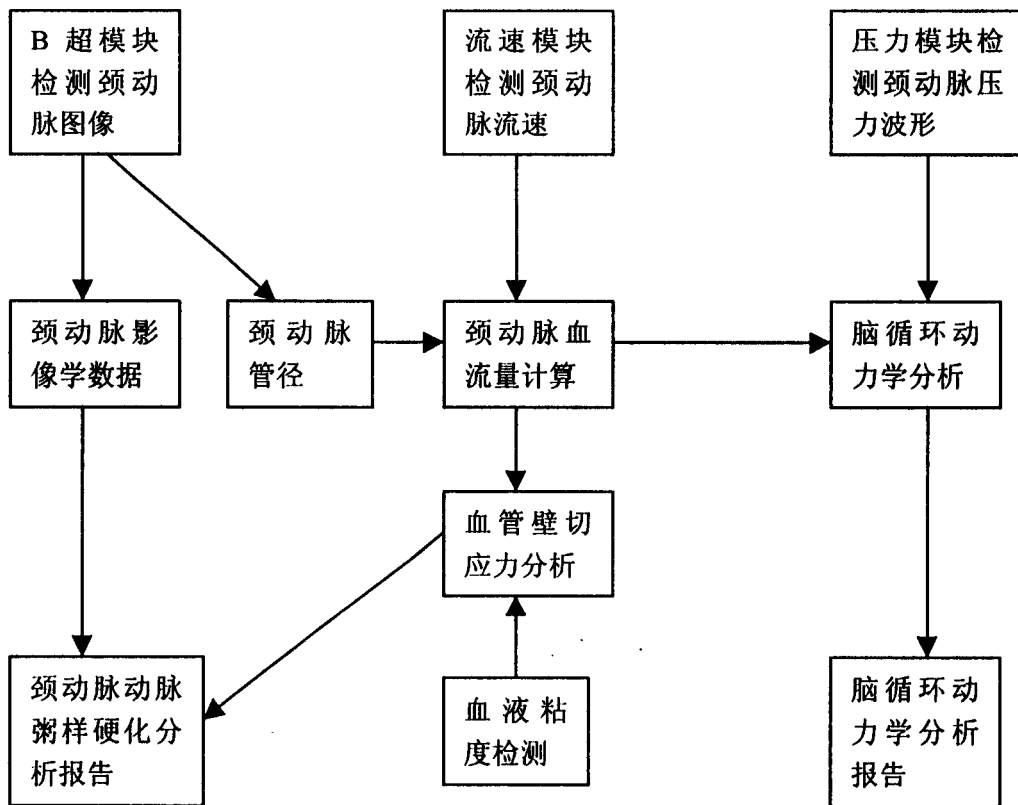 B 超模块
检测颈动
脉图像
流速模块
检测颈动
脉流速
压力模块检
测颈动脉压
力波形
颈动脉影
像学数据
颈动脉
管径
颈动脉血
流量计算
脑循环动
力学分析
血管壁切
应力分析
颈动脉动脉
粥样硬化分
析报告
血液粘
度检测
脑循环动
力学分析
报告